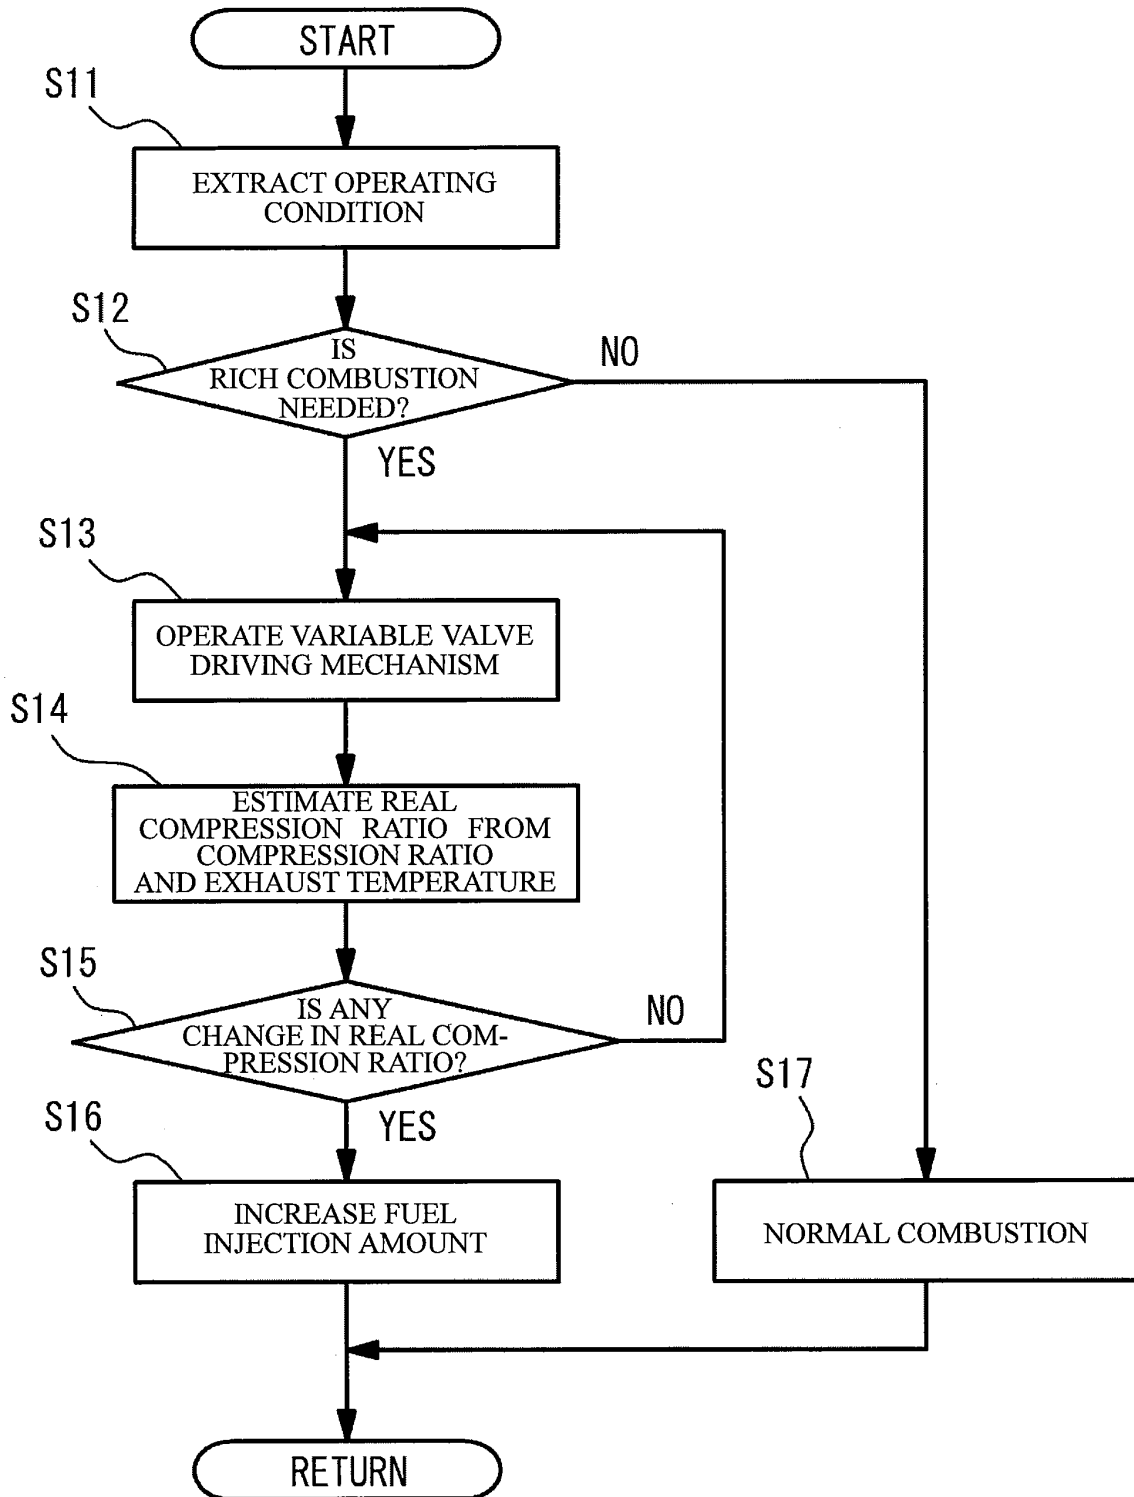 START
S11
EXTRACT OPERATING
CONDITION
S12
IS
RICH COMBUSTION
NEEDED?
NO
YES
S13
OPERATE VARIABLE VALVE
DRIVING MECHANISM
S14
ESTIMATE REAL
COMPRESSION RATIO FROM
COMPRESSION RATIO
AND EXHAUST TEMPERATURE
S15
IS ANY
CHANGE IN REAL COM-
PRESSION RATIO?
NO
YES
S16
INCREASE FUEL
INJECTION AMOUNT
S17
NORMAL COMBUSTION
RETURN